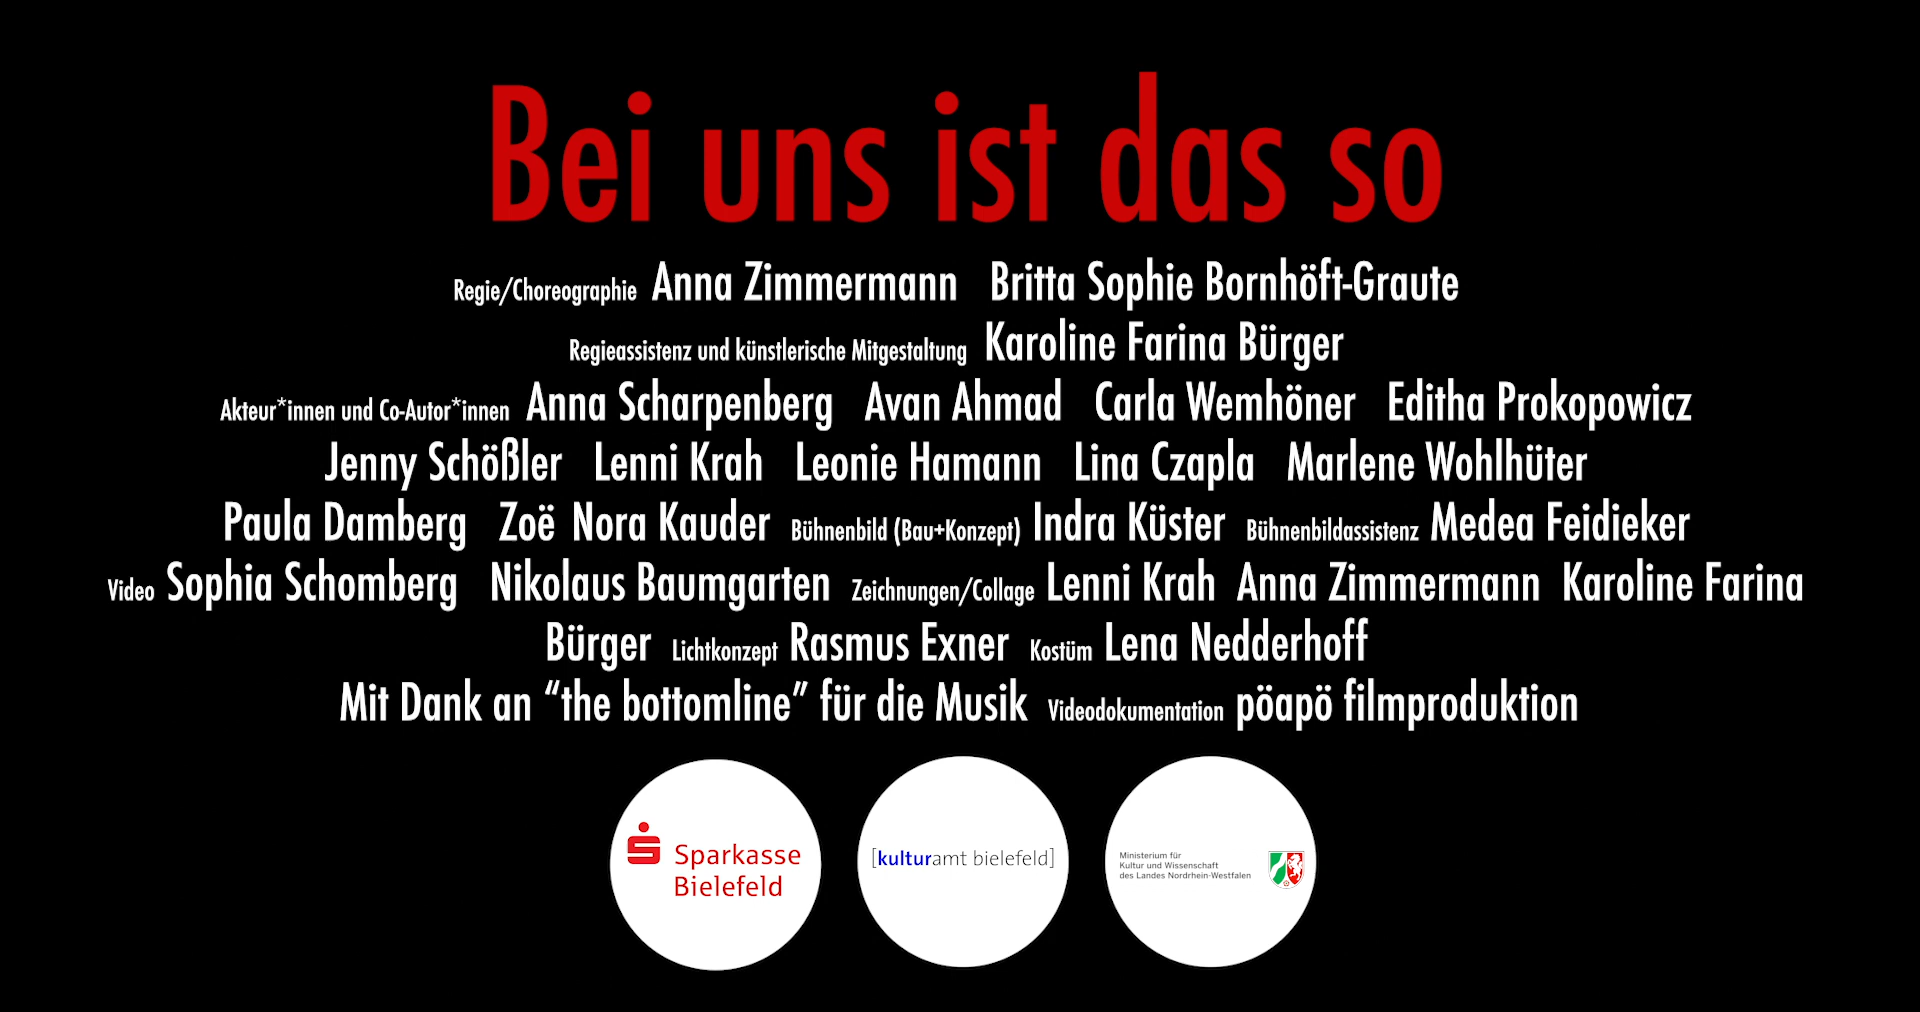 Bei uns ist das so
Regie/Choreographie Anna Zimmermann Britta Sophie Bornhöft-Graute
Regieassistenz und künstlerische Mitgestaltung Karoline Farina Bürger
Akteur*innen und Co-Autor*innen Anna Scharpenberg Avan Ahmad Carla Wemhöner Editha Prokopowicz
Jenny Schößler Lenni Krah Leonie Hamann Lina Czapla Marlene Wohlhüter
Paula Damberg Zoë Nora Kauder Bühnenbild (Bau+Konzept) Indra Küster Bühnenbildassistenz Medea Feidieker
Video Sophia Schomberg Nikolaus Baumgarten Zeichnungen/Collage Lenni Krah Anna Zimmermann Karoline Farina
Bürger Lichtkonzept Rasmus Exner Kostüm Lena Nedderhoff
Mit Dank an “the bottomline” für die Musik Videodokumentation pöapö filmproduktion
Sparkasse
Bielefeld
[kulturamt bielefeld]
Ministerium für
Kultur und Wissenschaft
des Landes Nordrhein-Westfalen